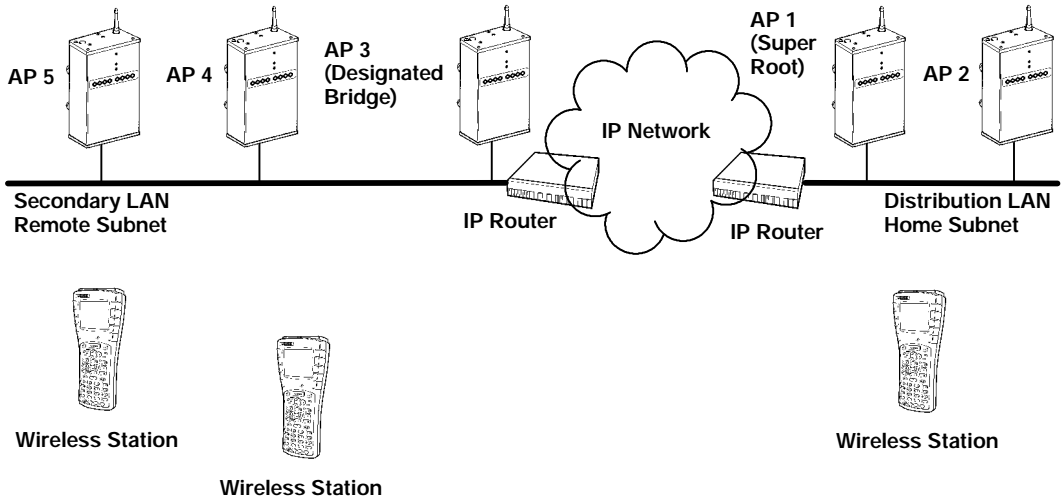 AP 5
AP 4
AP 3
(Designated
Bridge)
IP Network
AP 1
(Super
Root)
AP 2
Secondary LAN
Remote Subnet
IP Router
IP Router
Distribution LAN
Home Subnet
Wireless Station
Wireless Station
Wireless Station